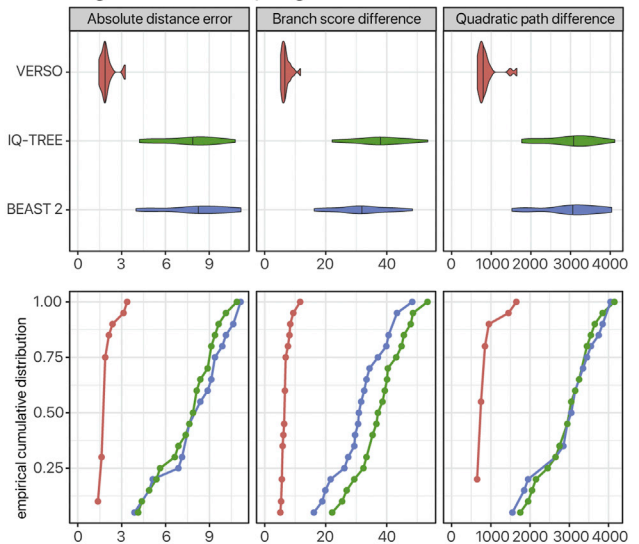 Absolute distance error
Branch score difference
Quadratic path difference
VERSO
IQ-TREE
BEAST 2
0 3 6 9
0 20 40
0 1000 2000 3000 4000
empirical cumulative distribution
1.00
0.75
0.50
0.25
0 3 6 9
0 20 40
0 1000 2000 3000 4000